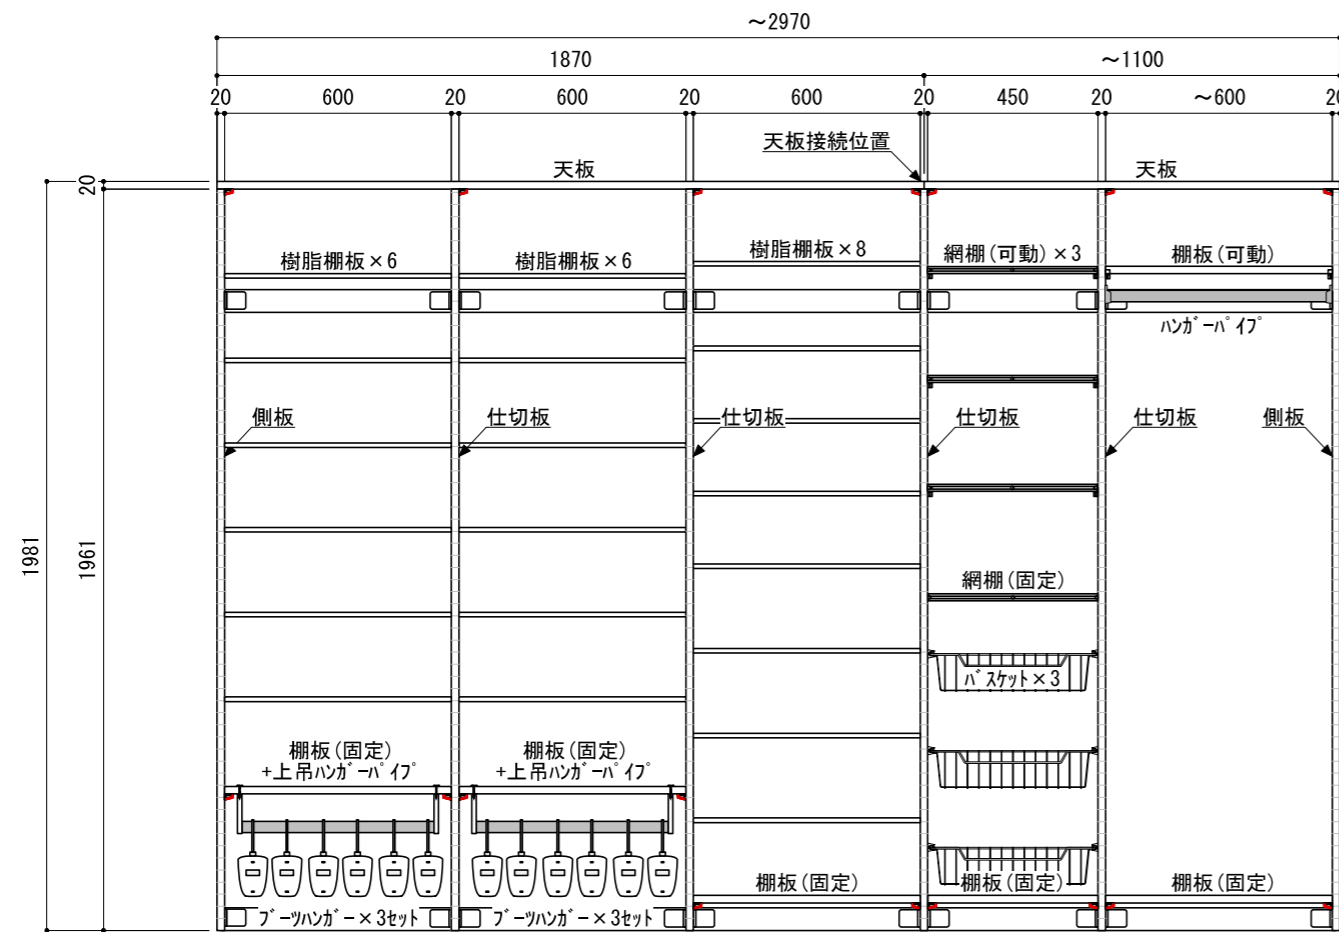 ～2970
1870 ～1100
20 600 20 600 20 600 20 450 20 ～600 20
天板接続位置
20 天板 天板
樹脂棚板×6 樹脂棚板×6 樹脂棚板×8 網棚(可動)×3 棚板(可動)
ﾊﾝｶﾞｰﾊﾟｲﾌﾟ
側板 仕切板 仕切板 仕切板 仕切板 側板
1981 1961
網棚(固定)
ﾊﾞｽｹｯﾄ×3
棚板(固定) 棚板(固定)
+上吊ﾊﾝｶﾞｰﾊﾟｲﾌﾟ +上吊ﾊﾝｶﾞｰﾊﾟｲﾌﾟ
棚板(固定) 棚板(固定) 棚板(固定)
ﾌﾞｰﾂﾊﾝｶﾞｰ×3ｾｯﾄ ﾌﾞｰﾂﾊﾝｶﾞｰ×3ｾｯﾄ